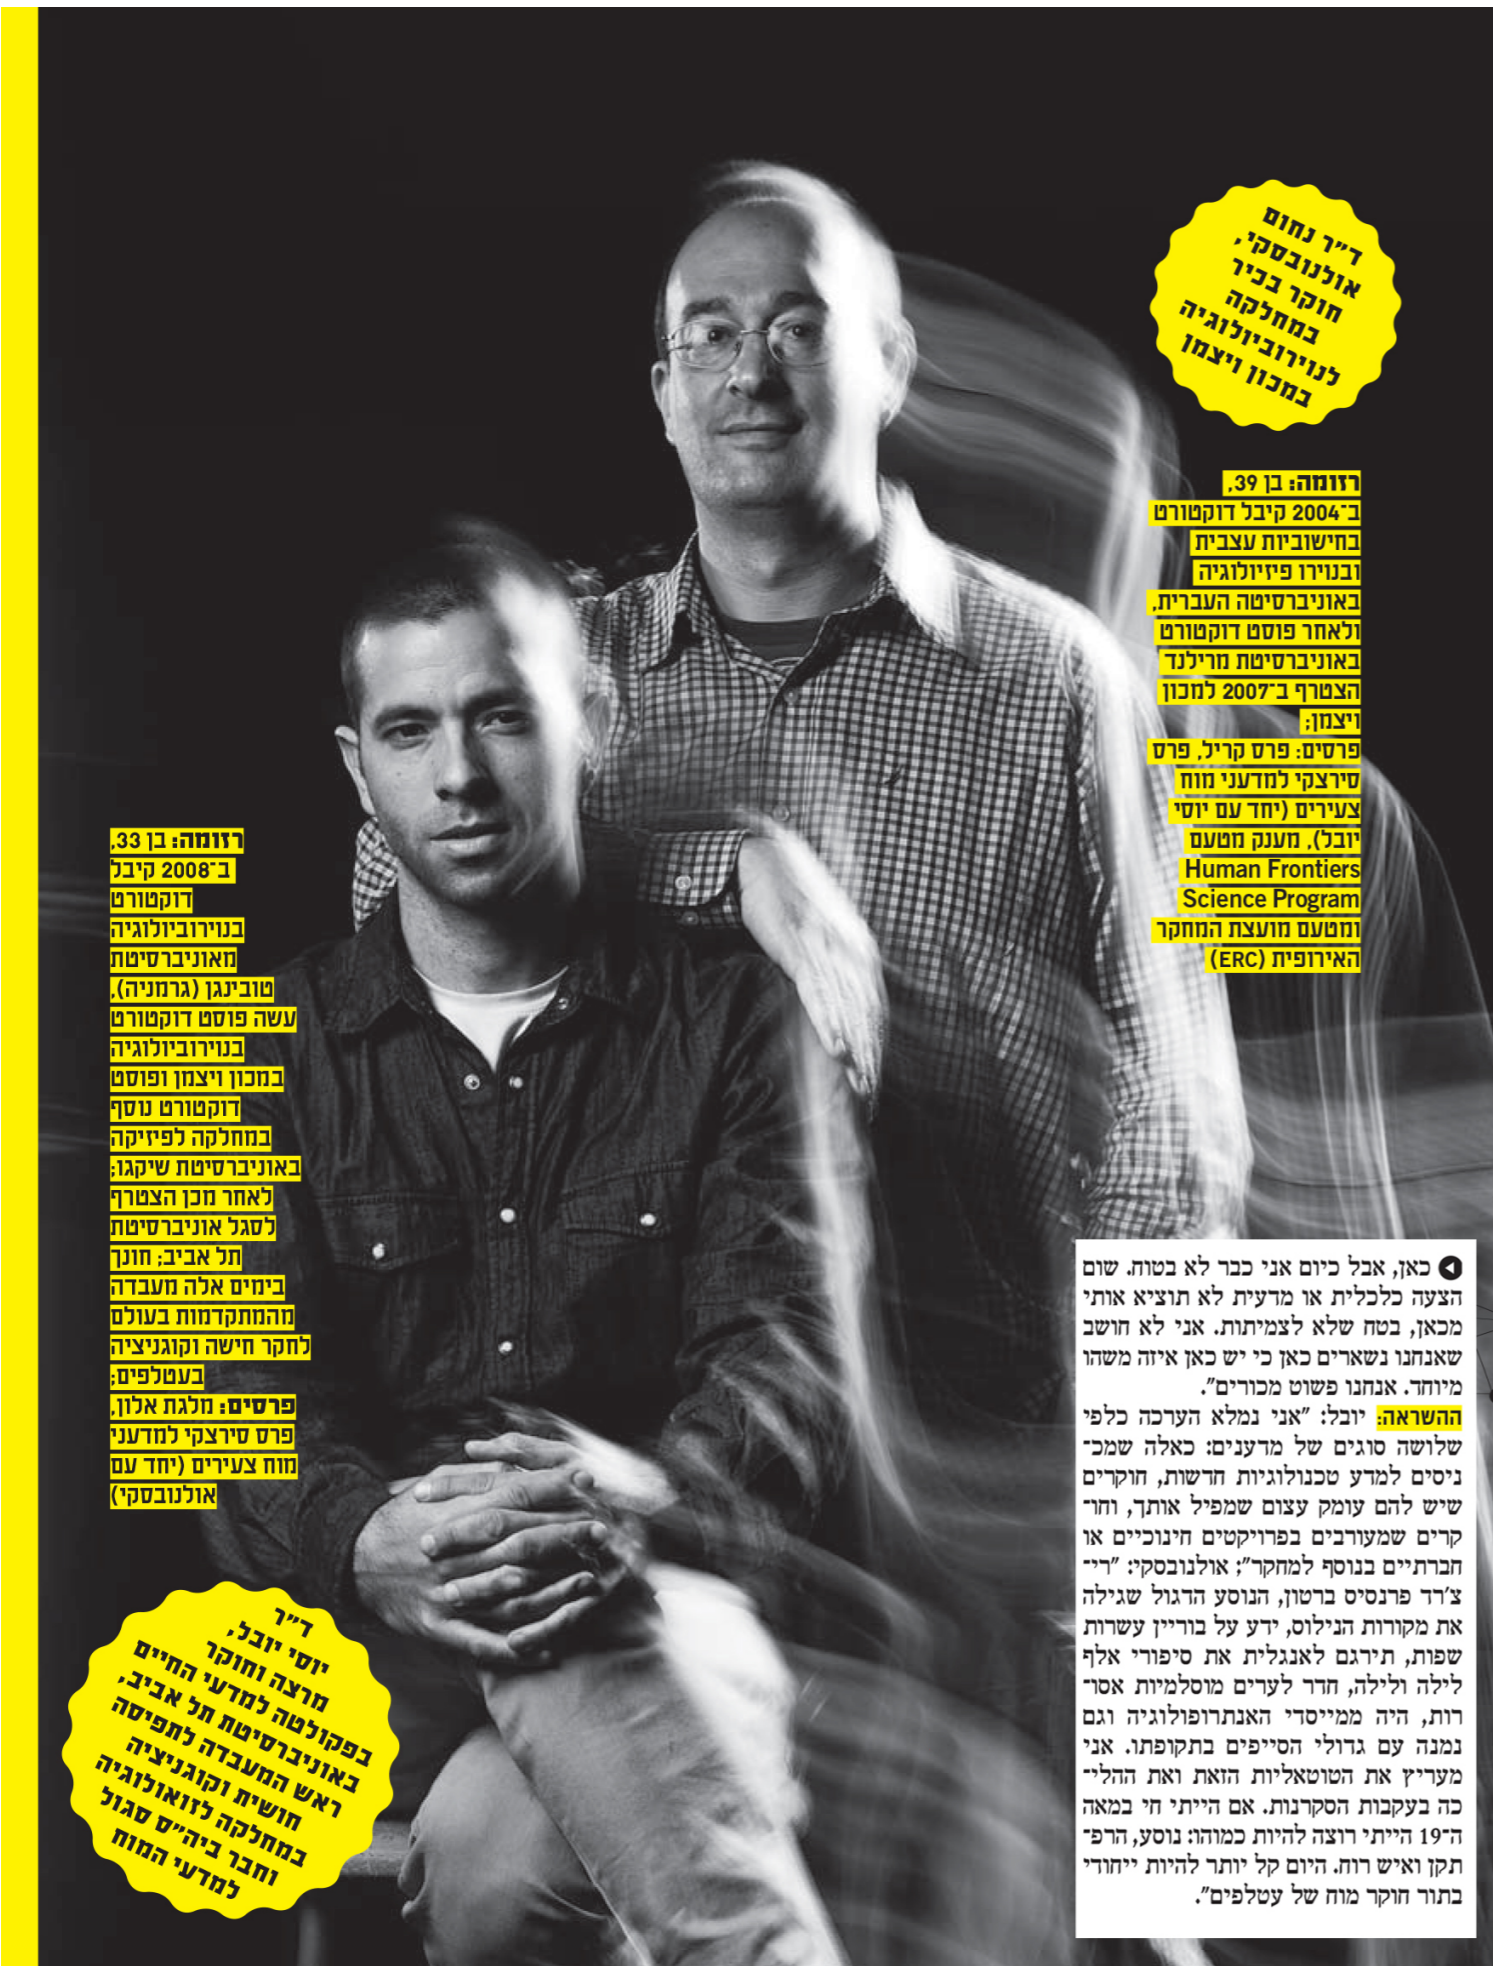 ד״ר נחום
אולנובסקי,
חוקר בכיר
במחלקה
לנוירוביולוגיה
במכון ויצמן
רזומה: בן 39,
ב־2004 קיבל דוקטורט
בחישוביות עצבית
ובנוירו פיזיולוגיה
באוניברסיטה העברית,
ולאחר פוסט דוקטורט
באוניברסיטת מרילנד
הצטרף ב־2007 למכון
ויצמן;
פרסים: פרס קריל, פרס
סירצקי למדעני מוח
צעירים (יחד עם יוסי
יובל), מענק מטעם
Human Frontiers
Science Program
ומטעם מועצת המחקר
האירופית (ERC)
רזומה: בן 33,
ב־2008 קיבל
דוקטורט
בנוירוביולוגיה
מאוניברסיטת
טובינגן (גרמניה),
עשה פוסט דוקטורט
בנוירוביולוגיה
במכון ויצמן ופוסט
דוקטורט נוסף
במחלקה לפיזיקה
באוניברסיטת שיקגו;
לאחר מכן הצטרף
לסגל אוניברסיטת
תל אביב; חונך
בימים אלה מעבדה
מהמתקדמות בעולם
לחקר חישה וקוגניציה
בעטלפים;
פרסים: מלגת אלון,
פרס סירצקי למדעני
מוח צעירים (יחד עם
אולנובסקי)
ד״ר
יוסי יובל,
מרצה וחוקר
בפקולטה למדעי החיים
באוניברסיטת תל אביב,
ראש המעבדה לתפיסה
חושית וקוגניציה
במחלקה לזואולוגיה
וחבר ביה״ס סגול
למדעי המוח
כאן, אבל כיום אני כבר לא בטוח. שום
הצעה כלכלית או מדעית לא תוציא אותי
מכאן, בטח שלא לצמיתות. אני לא חושב
שאנחנו נשארים כאן כי יש כאן איזה משהו
מיוחד. אנחנו פשוט מכורים״.
ההשראה: יובל: ״אני נמלא הערכה כלפי
שלושה סוגים של מדענים: כאלה שמכ־
ניסים למדע טכנולוגיות חדשות, חוקרים
שיש להם עומק עצום שמפיל אותך, וחו־
קרים שמעורבים בפרויקטים חינוכיים או
חברתיים בנוסף למחקר״; אולנובסקי: ״רי־
צ׳רד פרנסיס ברטון, הנוסע הדגול שגילה
את מקורות הנילוס, ידע על בוריין עשרות
שפות, תירגם לאנגלית את סיפורי אלף
לילה ולילה, חדר לערים מוסלמיות אסו־
רות, היה ממייסדי האנתרופולוגיה וגם
נמנה עם גדולי הסייפים בתקופתו. אני
מעריץ את הטוטאליות הזאת ואת ההלי־
כה בעקבות הסקרנות. אם הייתי חי במאה
ה־19 הייתי רוצה להיות כמוהו: נוסע, הרפ־
תקן ואיש רוח. היום קל יותר להיות ייחודי
בתור חוקר מוח של עטלפים״.